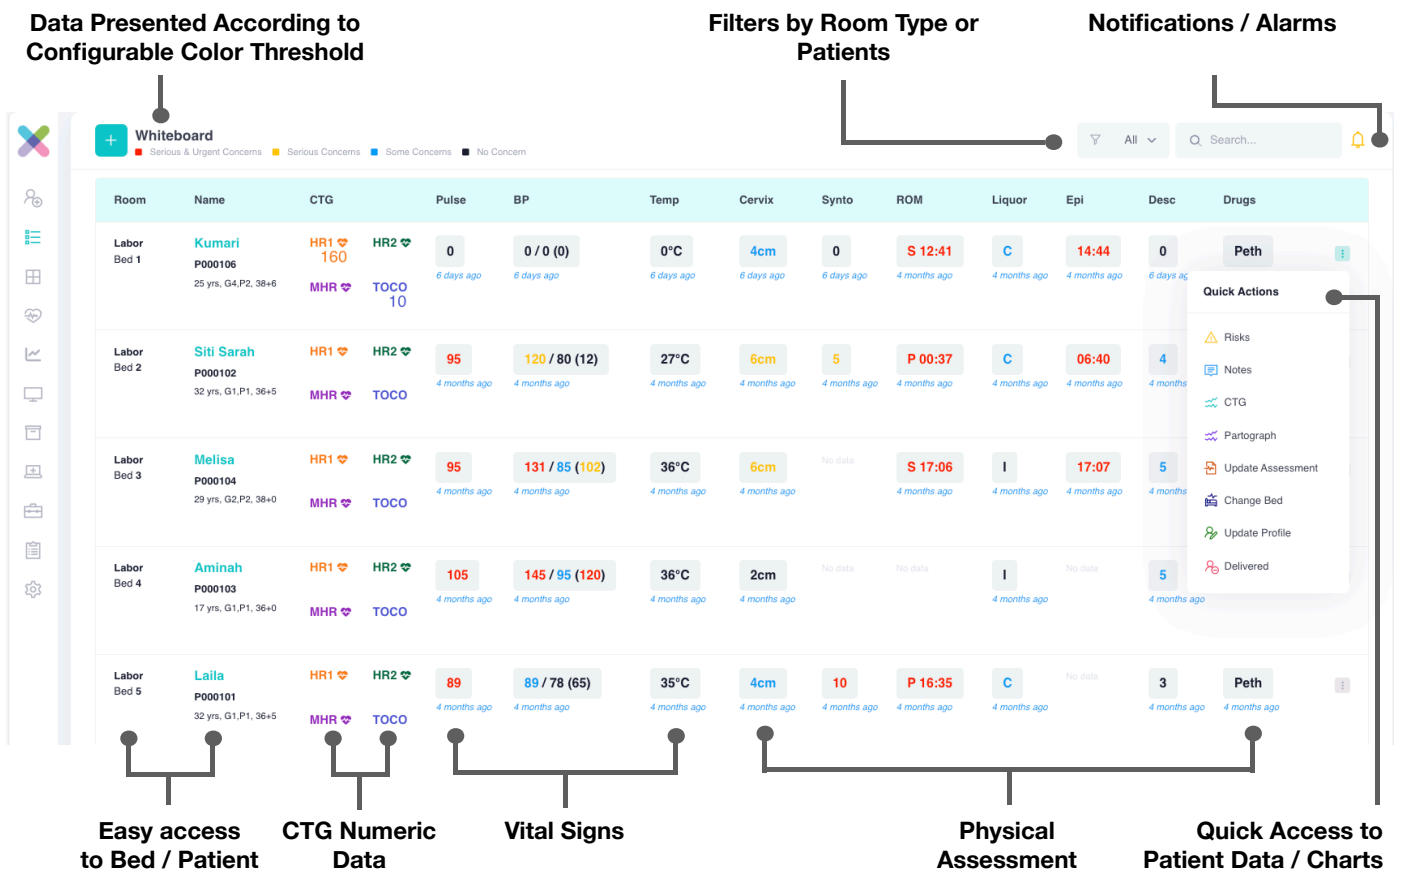 Data Presented According to
Configurable Color Threshold
Filters by Room Type or
Patients
Notifications / Alarms
+ Whiteboard
Serious & Urgent Concerns Serious Concerns Some Concerns No Concern
All Search...
Room Name CTG Pulse BP Temp Cervix Synto ROM Liquor Epi Desc Drugs
Labor Kumari HR1 HR2 0 0 / 0 (0) 0°C 4cm 0 S 12:41 C 14:44 0 Peth
Bed 1 P000106 160
6 days ago 6 days ago 6 days ago 6 days ago 6 days ago 4 months ago 4 months ago 4 months ago 6 days ag
25 yrs, G4,P2, 38+6 MHR TOCO
10
Quick Actions
Risks
Notes
CTG
Partograph
Update Assessment
Change Bed
Update Profile
Delivered
Labor Siti Sarah HR1 HR2 95 120 / 80 (12) 27°C 6cm 5 P 00:37 C 06:40 4
Bed 2 P000102
4 months ago 4 months ago 4 months ago 4 months ago 4 months ago 4 months ago 4 months ago 4 months ago 4 months
32 yrs, G1,P1, 36+5 MHR TOCO
Labor Melisa HR1 HR2 95 131 / 85 (102) 36°C 6cm No data S 17:06 I 17:07 5
Bed 3 P000104
4 months ago 4 months ago 4 months ago 4 months ago 4 months ago 4 months ago 4 months ago 4 months
29 yrs, G2,P2, 38+0 MHR TOCO
Labor Aminah HR1 HR2 105 145 / 95 (120) 36°C 2cm No data No data I No data 5
Bed 4 P000103
4 months ago 4 months ago 4 months ago 4 months ago 4 months ago 4 months ago
17 yrs, G1,P1, 36+0 MHR TOCO
Labor Laila HR1 HR2 89 89 / 78 (65) 35°C 4cm 10 P 16:35 C No data 3 Peth
Bed 5 P000101
4 months ago 4 months ago 4 months ago 4 months ago 4 months ago 4 months ago 4 months ago 4 months ago 4 months ago
32 yrs, G1,P1, 36+5 MHR TOCO
Easy access
to Bed / Patient
CTG Numeric
Data
Vital Signs
Physical
Assessment
Quick Access to
Patient Data / Charts